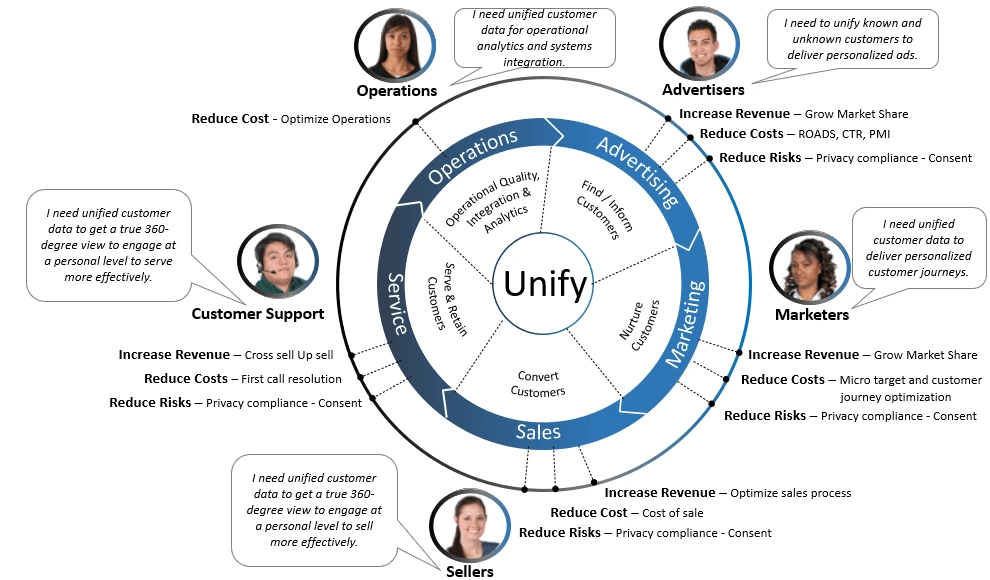 I need unified customer
data for operational
analytics and systems
integration.
Operations
I need to unify known and
unknown customers to
deliver personalized ads.
Advertisers
Reduce Cost - Optimize Operations
Increase Revenue – Grow Market Share
Reduce Costs – ROADS, CTR, PMI
Reduce Risks – Privacy compliance - Consent
Operations
Advertising
Operational Quality,
Integration &
Analytics
Find / Inform
Customers
I need unified customer
data to get a true 360-
degree view to engage at
a personal level to serve
more effectively.
Customer Support
I need unified
customer data to
deliver personalized
customer journeys.
Marketers
Service
Serve & Retain
Customers
Unify
Nurture
Customers
Marketing
Increase Revenue – Cross sell Up sell
Reduce Costs – First call resolution
Reduce Risks – Privacy compliance - Consent
Increase Revenue – Grow Market Share
Reduce Costs – Micro target and customer
journey optimization
Reduce Risks – Privacy compliance - Consent
Convert
Customers
Sales
I need unified customer
data to get a true 360-
degree view to engage at
a personal level to sell
more effectively.
Sellers
Increase Revenue – Optimize sales process
Reduce Cost – Cost of sale
Reduce Risks – Privacy compliance - Consent